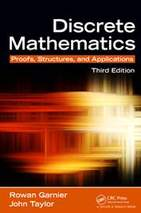 Discrete
Mathematics
Proofs, Structures, and Applications
Third Edition
Rowan Garnier
John Taylor
CRC Press